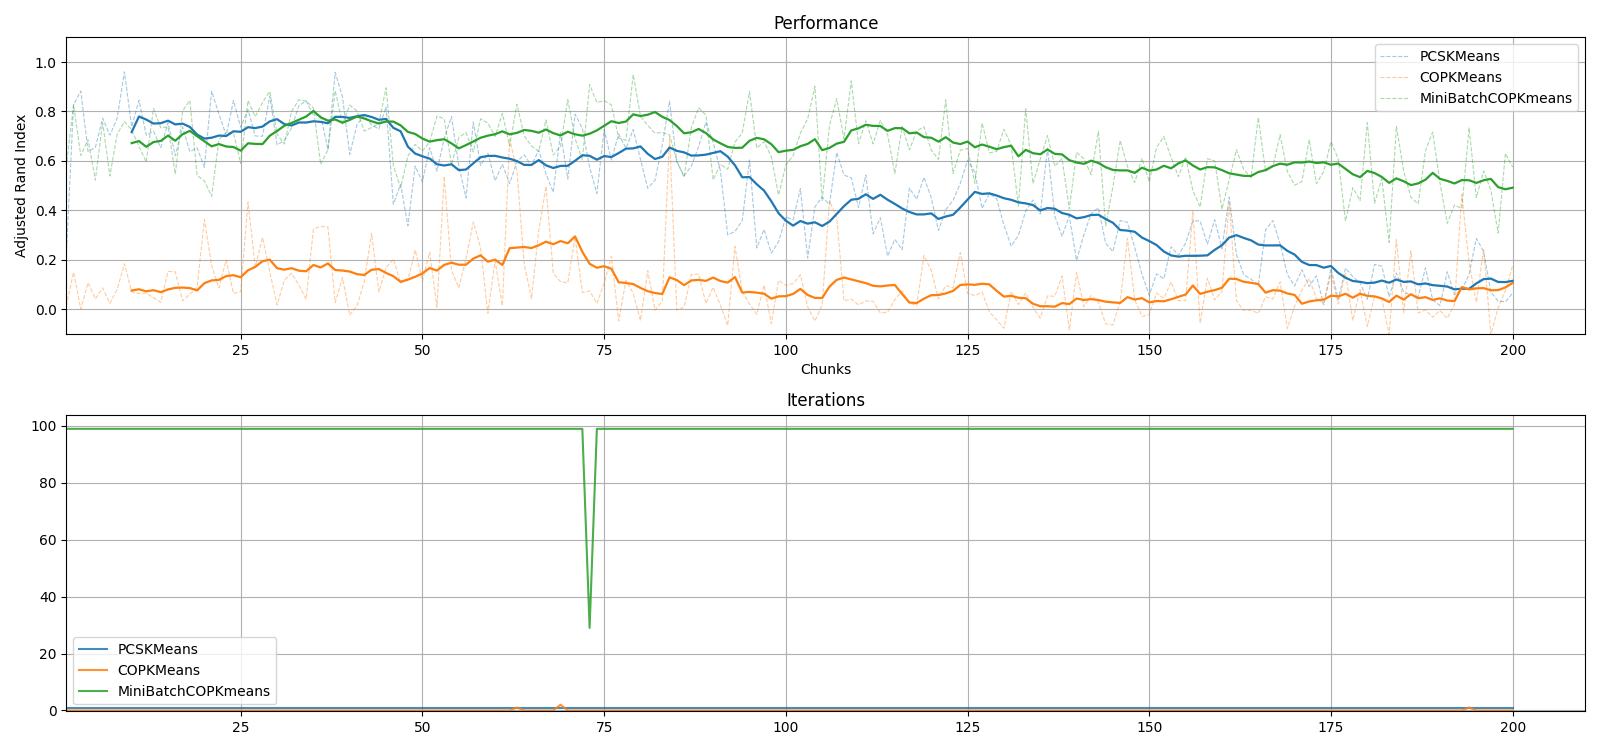 Performance
Adjusted Rand Index
1.0
0.8
0.6
0.4
0.2
0.0
PCSKMeans
COPKMeans
MiniBatchCOPKmeans
25 50 75 100 125 150 175 200
Chunks
Iterations
100
80
60
40
20
0
PCSKMeans
COPKMeans
MiniBatchCOPKmeans
25 50 75 100 125 150 175 200